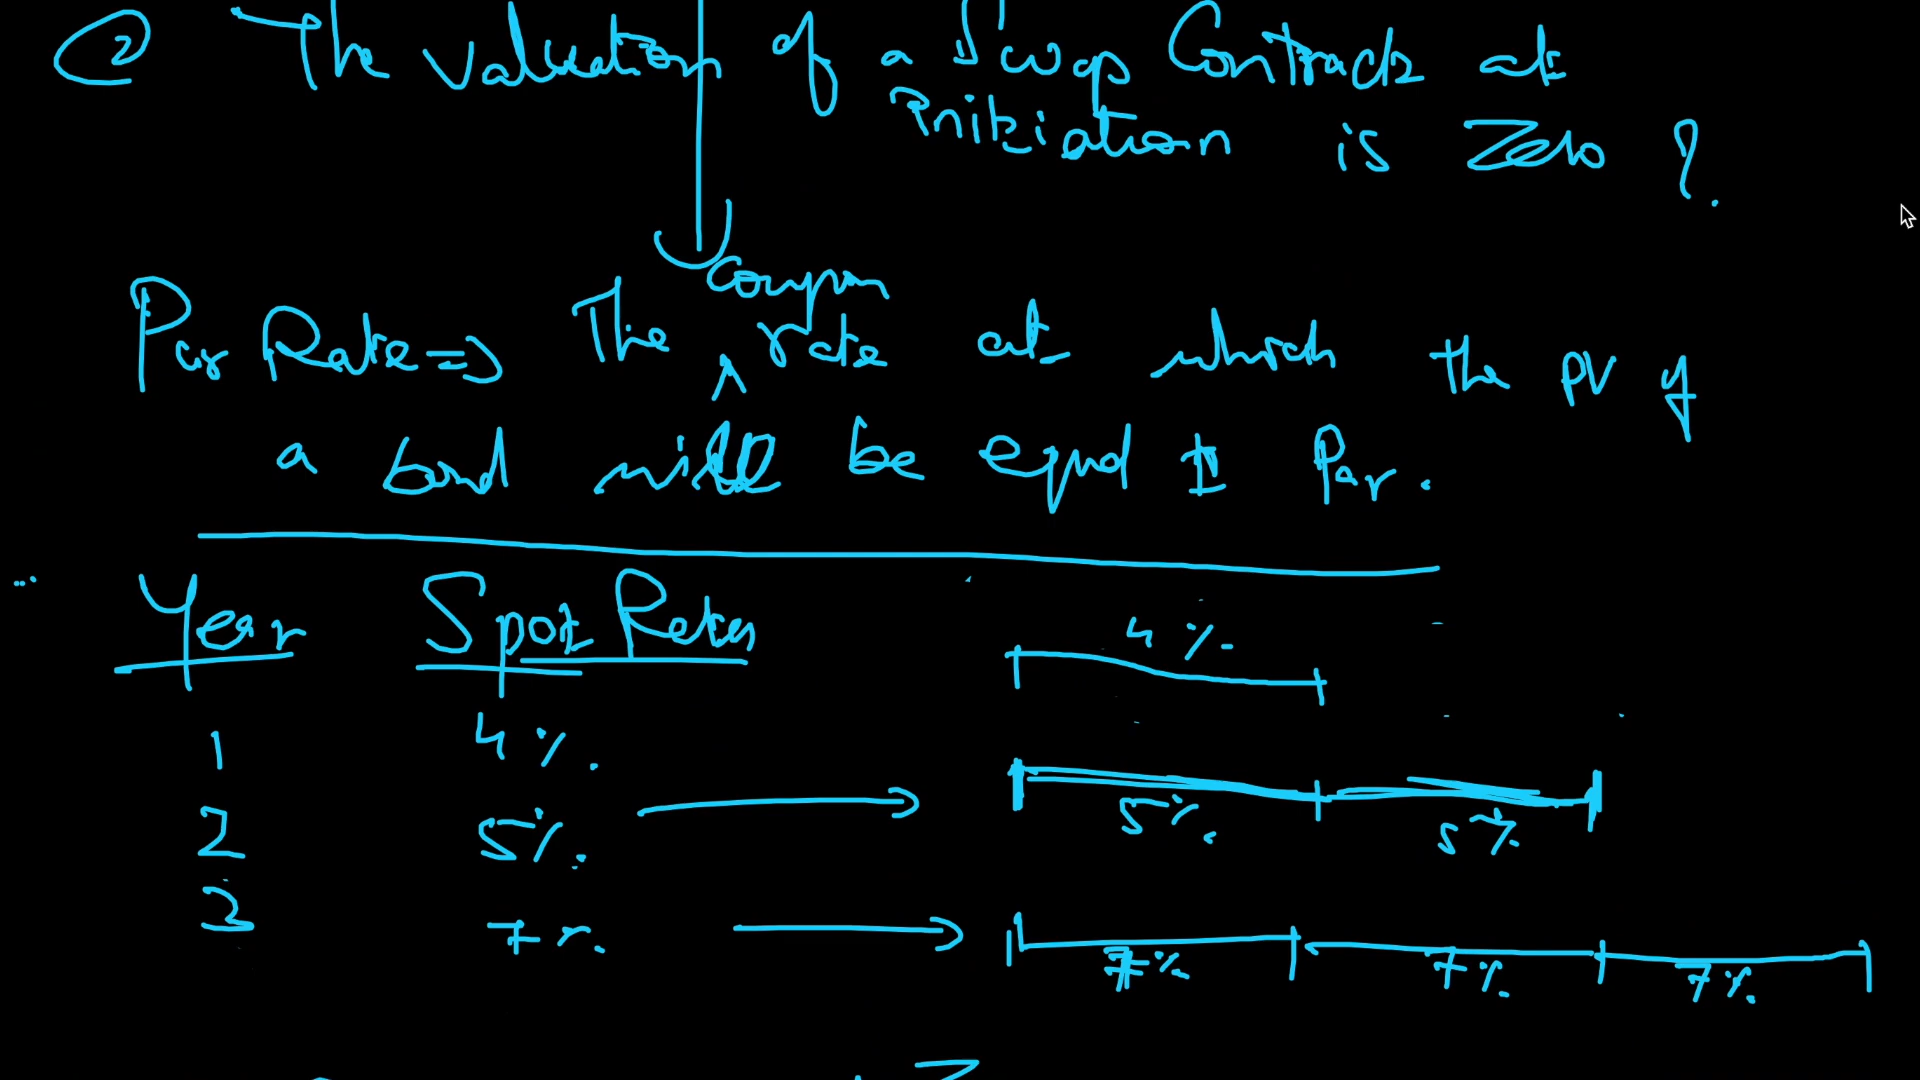 ② The Valuation of a Swap Contract at
initiation is Zero ?.
Par Rate => The coupon rate at which the PV of
a bond will be equal to Par.
Year Spot Rates
4 %
1 4 %.
2 5 %.
5 %. 5 %
3 7 %.
7 % 7 %. 7 %.